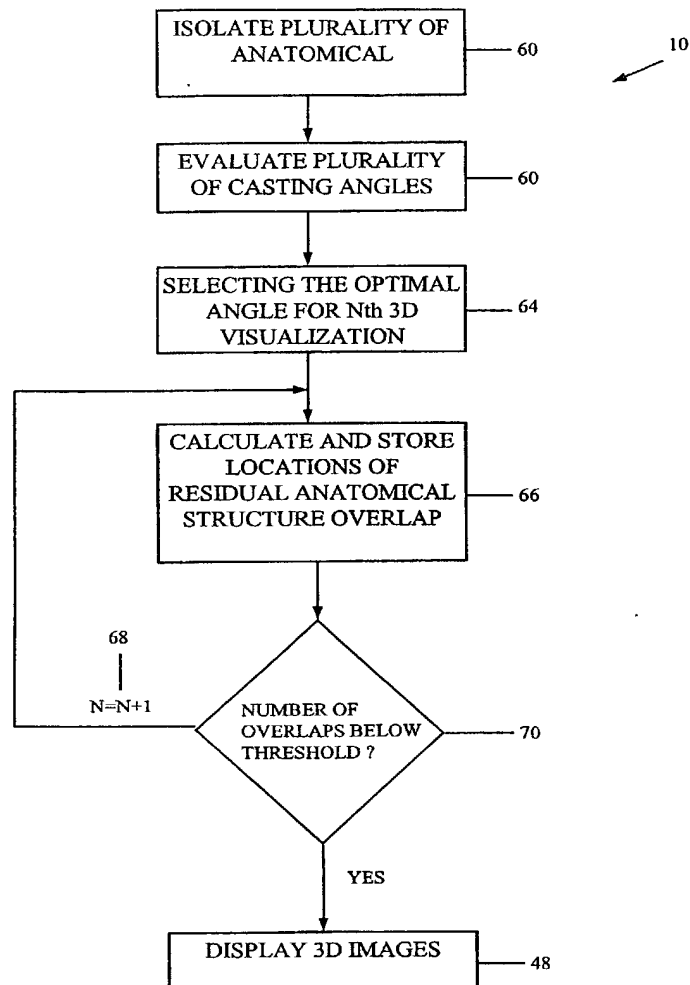 ISOLATE PLURALITY OF
ANATOMICAL
60
10
EVALUATE PLURALITY
OF CASTING ANGLES
60
SELECTING THE OPTIMAL
ANGLE FOR Nth 3D
VISUALIZATION
64
CALCULATE AND STORE
LOCATIONS OF
RESIDUAL ANATOMICAL
STRUCTURE OVERLAP
66
68
N=N+1
NUMBER OF
OVERLAPS BELOW
THRESHOLD ?
70
YES
DISPLAY 3D IMAGES
48